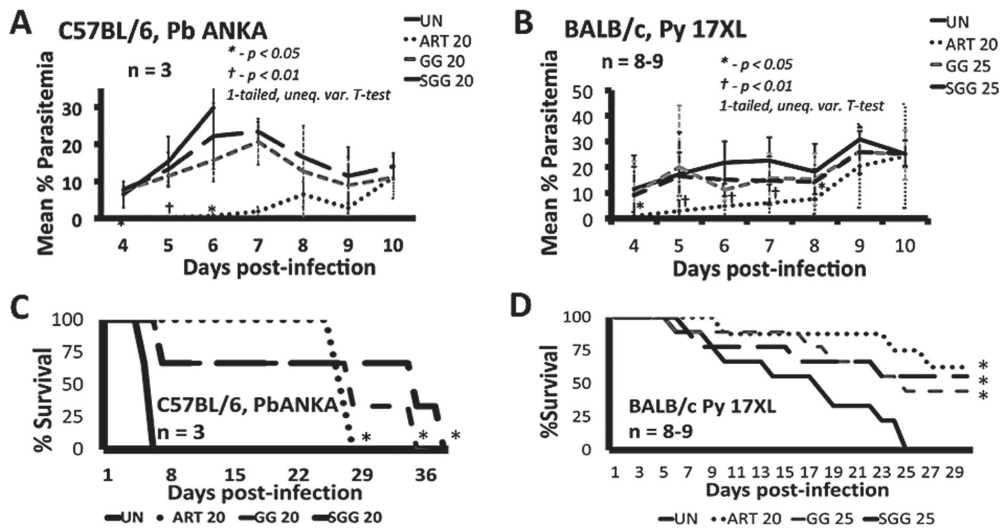 A
C57BL/6, Pb ANKA
n = 3
* - p < 0.05
† - p < 0.01
1-tailed, uneq. var. T-test
UN
ART 20
GG 20
SGG 20
Mean % Parasitemia
30
20
10
0
* † *
4 5 6 7 8 9 10
Days post-infection
B
BALB/c, Py 17XL
n = 8-9
* - p < 0.05
† - p < 0.01
1-tailed, uneq. var. T-test
UN
ART 20
GG 25
SGG 25
Mean % Parasitemia
50
40
30
20
10
0
* † † † *
4 5 6 7 8 9 10
Days post-infection
C
% Survival
100
75
50
25
0
C57BL/6, PbANKA
n = 3
* * *
1 8 15 22 29 36
Days post-infection
UN ART 20 GG 20 SGG 20
D
%Survival
100
75
50
25
0
BALB/c Py 17XL
n = 8-9
*
*
*
1 3 5 7 9 11 13 15 17 19 21 23 25 27 29
Days post-infection
UN ART 20 GG 25 SGG 25